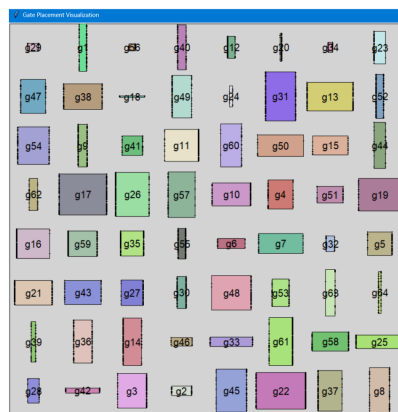 Gate Placement Visualization
g29 g1 g56 g40 g12 g20 g34 g23
g47 g38 g18 g49 g24 g31 g13 g52
g54 g9 g41 g11 g60 g50 g15 g44
g62 g17 g26 g57 g10 g4 g51 g19
g16 g59 g35 g55 g6 g7 g32 g5
g21 g43 g27 g30 g48 g53 g63 g64
g39 g36 g14 g46 g33 g61 g58 g25
g28 g42 g3 g2 g45 g22 g37 g8